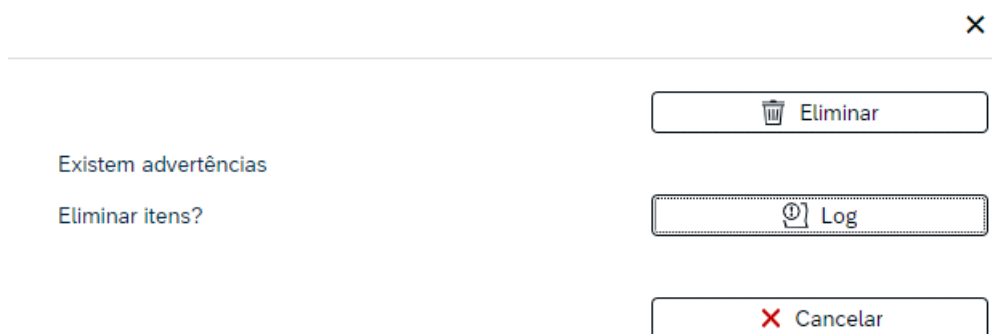 Eliminar
Existem advertências
Eliminar itens?
Log
Cancelar